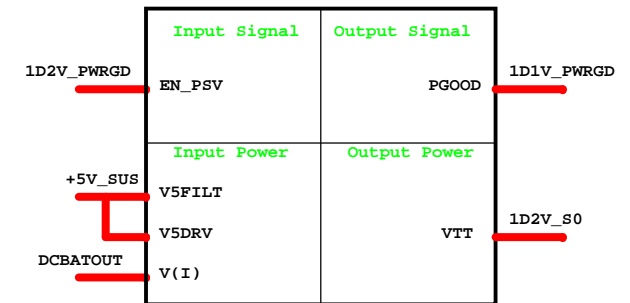 Input Signal Output Signal
1D2V_PWRGD EN_PSV PGOOD 1D1V_PWRGD
Input Power Output Power
+5V_SUS V5FILT
V5DRV VTT 1D2V_S0
DCBATOUT V(I)